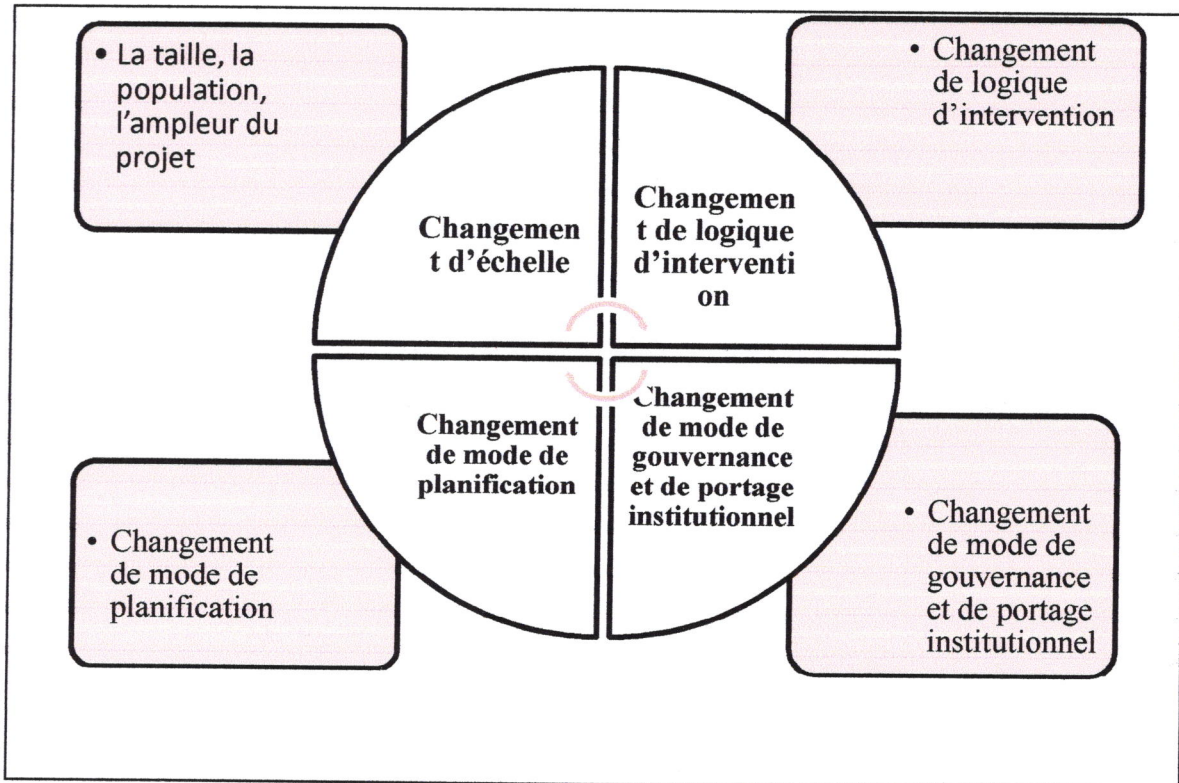 • La taille, la
population,
l’ampleur du
projet
• Changement
de logique
d’intervention
Changemen
t d’échelle
Changemen
t de logique
d’interventi
on
Changement
de mode de
planification
Changement
de mode de
gouvernance
et de portage
institutionnel
• Changement
de mode de
planification
• Changement
de mode de
gouvernance
et de portage
institutionnel